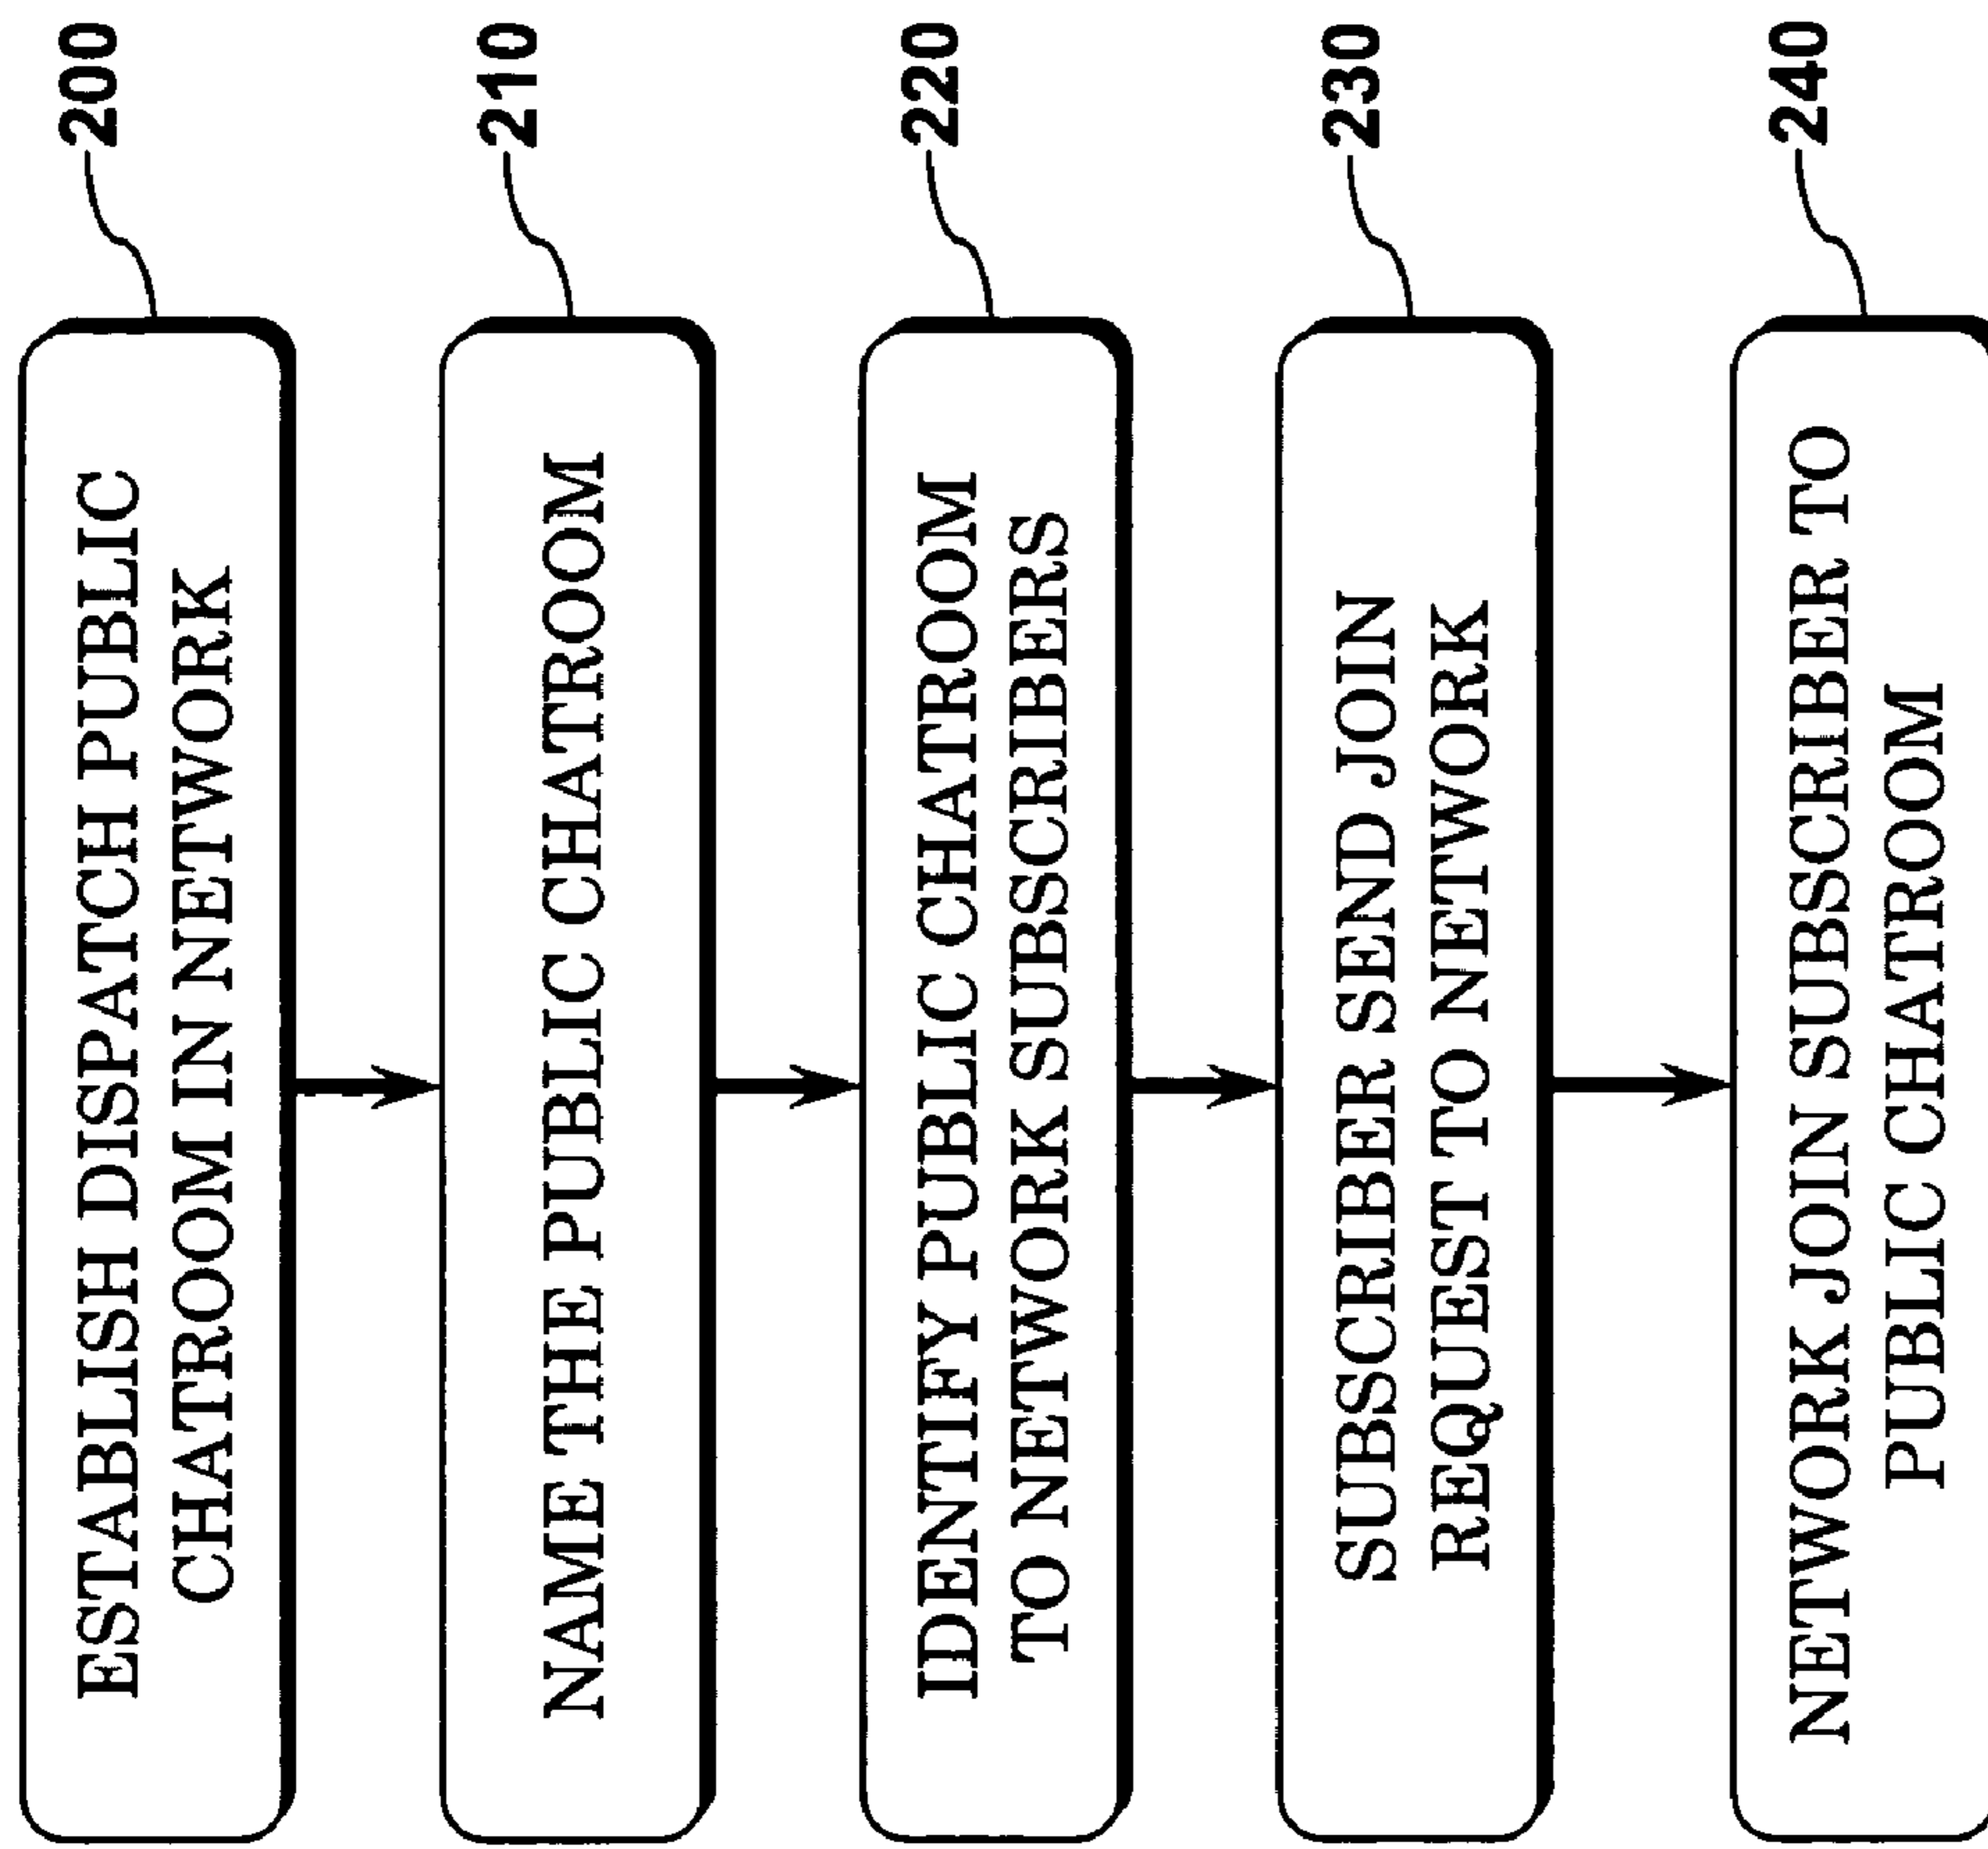 200
ESTABLISH DISPATCH PUBLIC
CHATROOM IN NETWORK
210
NAME THE PUBLIC CHATROOM
220
IDENTIFY PUBLIC CHATROOM
TO NETWORK SUBSCRIBERS
230
SUBSCRIBER SEND JOIN
REQUEST TO NETWORK
240
NETWORK JOIN SUBSCRIBER TO
PUBLIC CHATROOM